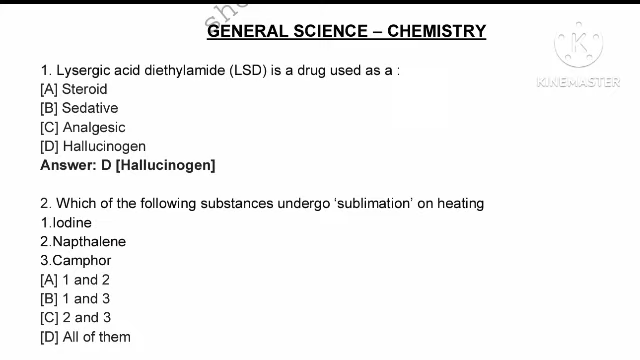 GENERAL SCIENCE – CHEMISTRY
K
KINEMASTER
1. Lysergic acid diethylamide (LSD) is a drug used as a :
[A] Steroid
[B] Sedative
[C] Analgesic
[D] Hallucinogen
Answer: D [Hallucinogen]
2. Which of the following substances undergo ‘sublimation’ on heating
1.Iodine
2.Napthalene
3.Camphor
[A] 1 and 2
[B] 1 and 3
[C] 2 and 3
[D] All of them